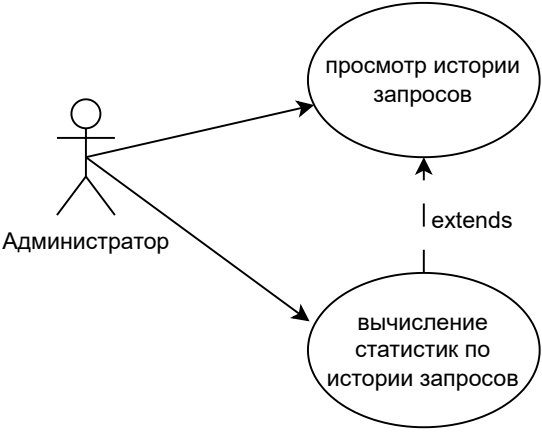 просмотр истории
запросов
Администратор
extends
вычисление
статистик по
истории запросов